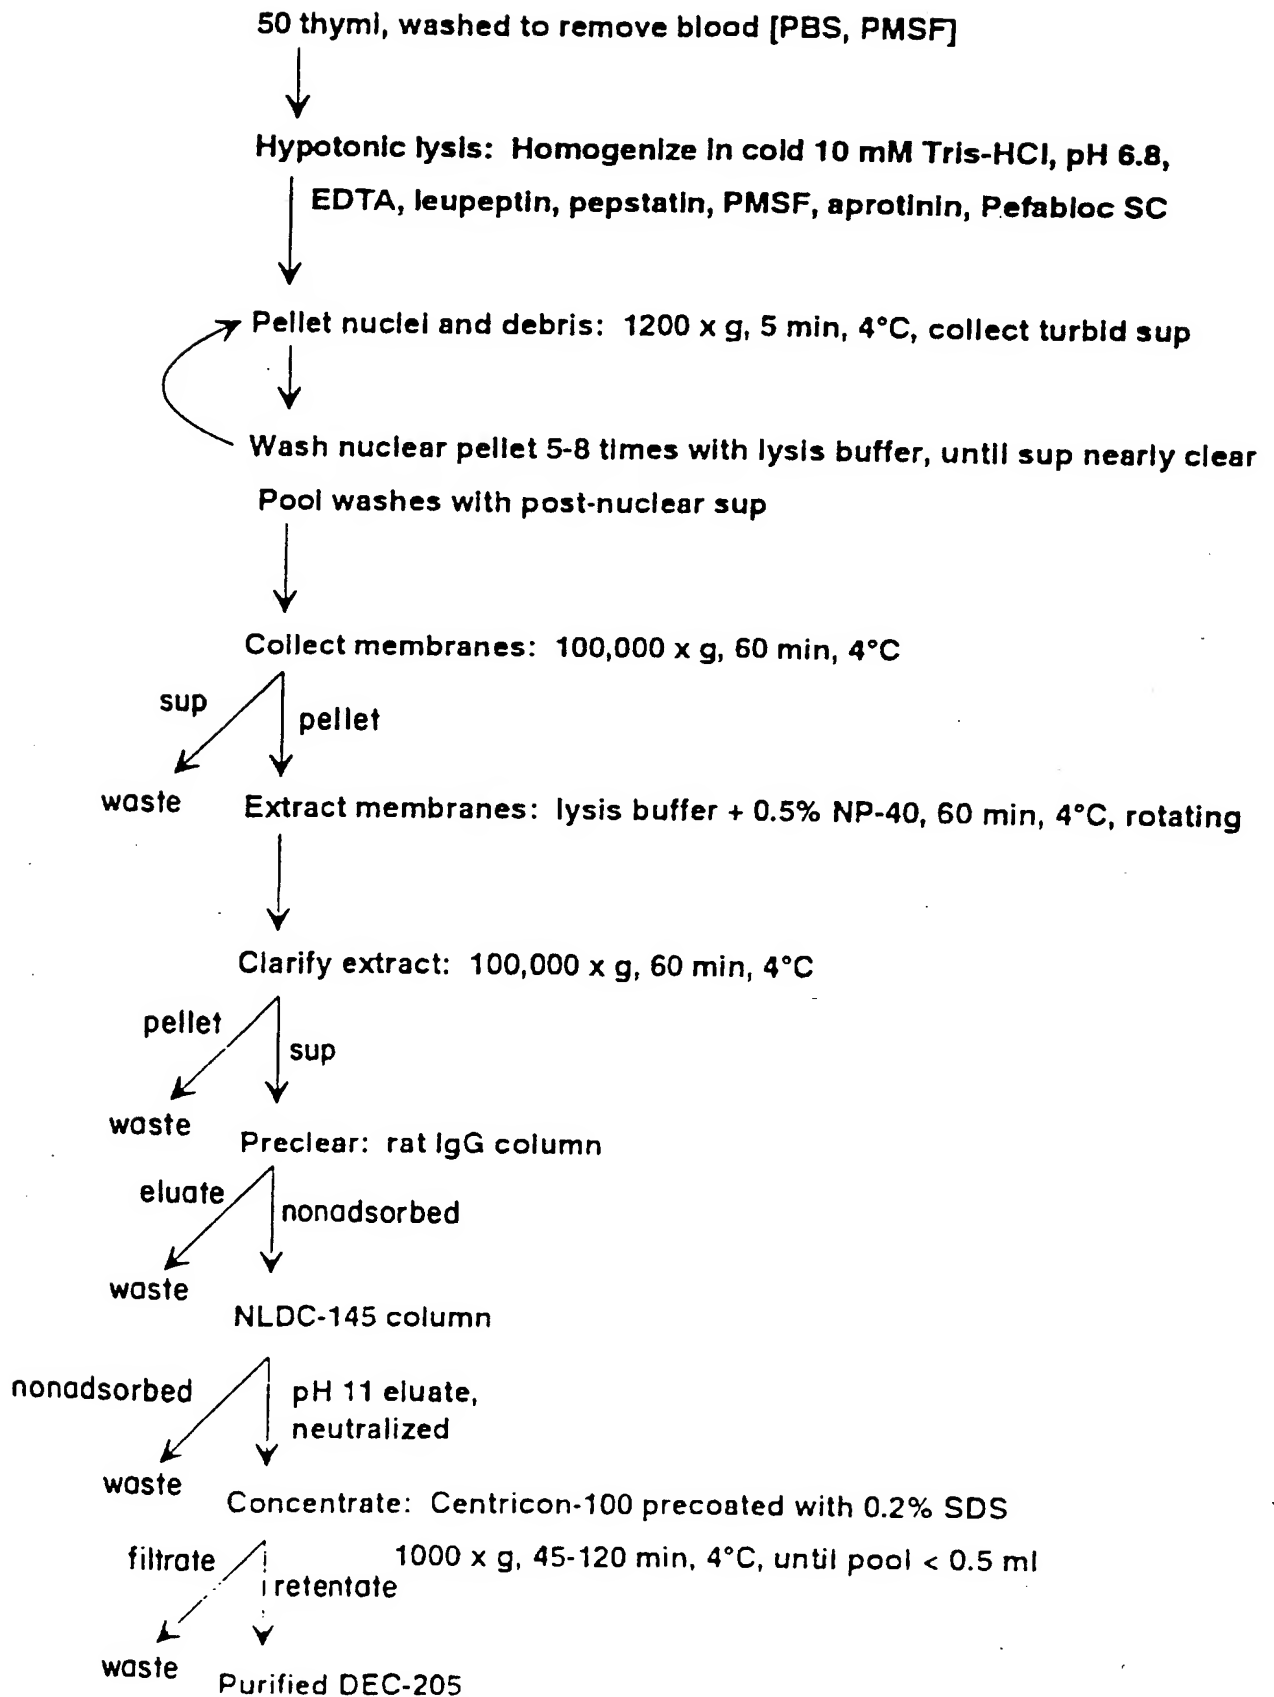 50 thymi, washed to remove blood [PBS, PMSF]
Hypotonic lysis: Homogenize in cold 10 mM Tris-HCl, pH 6.8,
EDTA, leupeptin, pepstatin, PMSF, aprotinin, Pefabloc SC
Pellet nuclei and debris: 1200 x g, 5 min, 4°C, collect turbid sup
Wash nuclear pellet 5-8 times with lysis buffer, until sup nearly clear
Pool washes with post-nuclear sup
Collect membranes: 100,000 x g, 60 min, 4°C
sup
pellet
waste
Extract membranes: lysis buffer + 0.5% NP-40, 60 min, 4°C, rotating
Clarify extract: 100,000 x g, 60 min, 4°C
pellet
sup
waste
Preclear: rat IgG column
eluate
nonadsorbed
waste
NLDC-145 column
nonadsorbed
pH 11 eluate,
neutralized
waste
Concentrate: Centricon-100 precoated with 0.2% SDS
filtrate
1000 x g, 45-120 min, 4°C, until pool < 0.5 ml
retentate
waste
Purified DEC-205